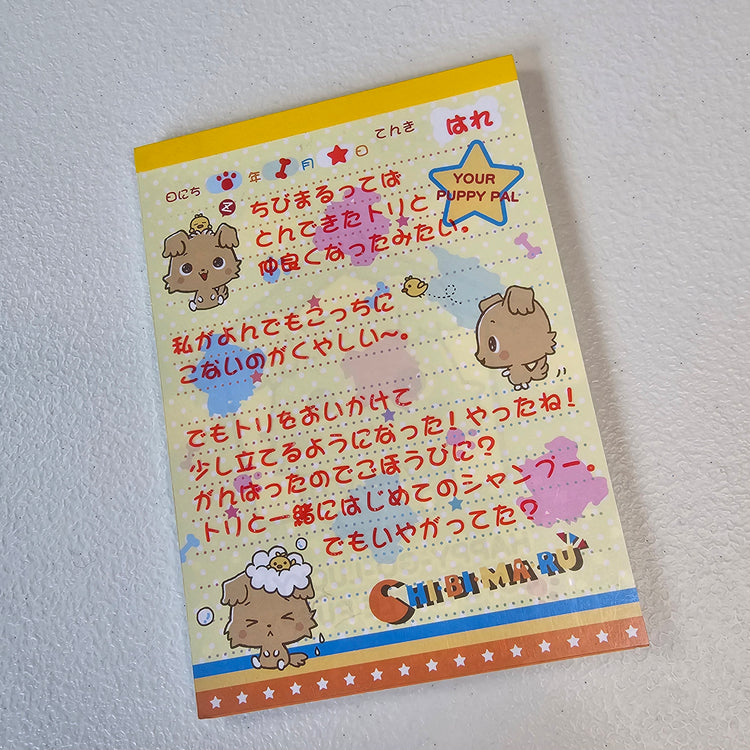 日にち 年 月 日 てんき はれ
YOUR
PUPPY PAL
ちびまるってば
とんできたトリと
仲良くなったみたい。
私がよんでもこっちに
こないのがくやしい〜。
でもトリをおいかけて
少し立てるようになった！やったね！
がんばったのでごほうびに？
トリと一緒にはじめてのシャンプー。
でもいやがってた？
CHIBIMARU